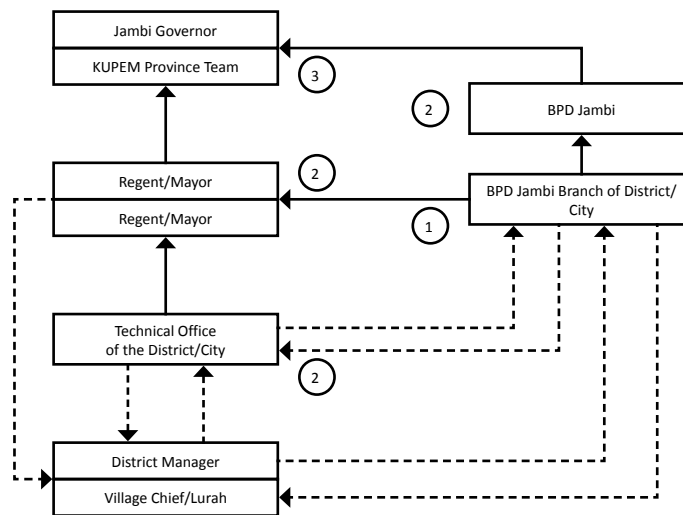 Jambi Governor
KUPEM Province Team
3
2
BPD Jambi
Regent/Mayor
Regent/Mayor
2
1
BPD Jambi Branch of District/
City
Technical Office
of the District/City
2
District Manager
Village Chief/Lurah